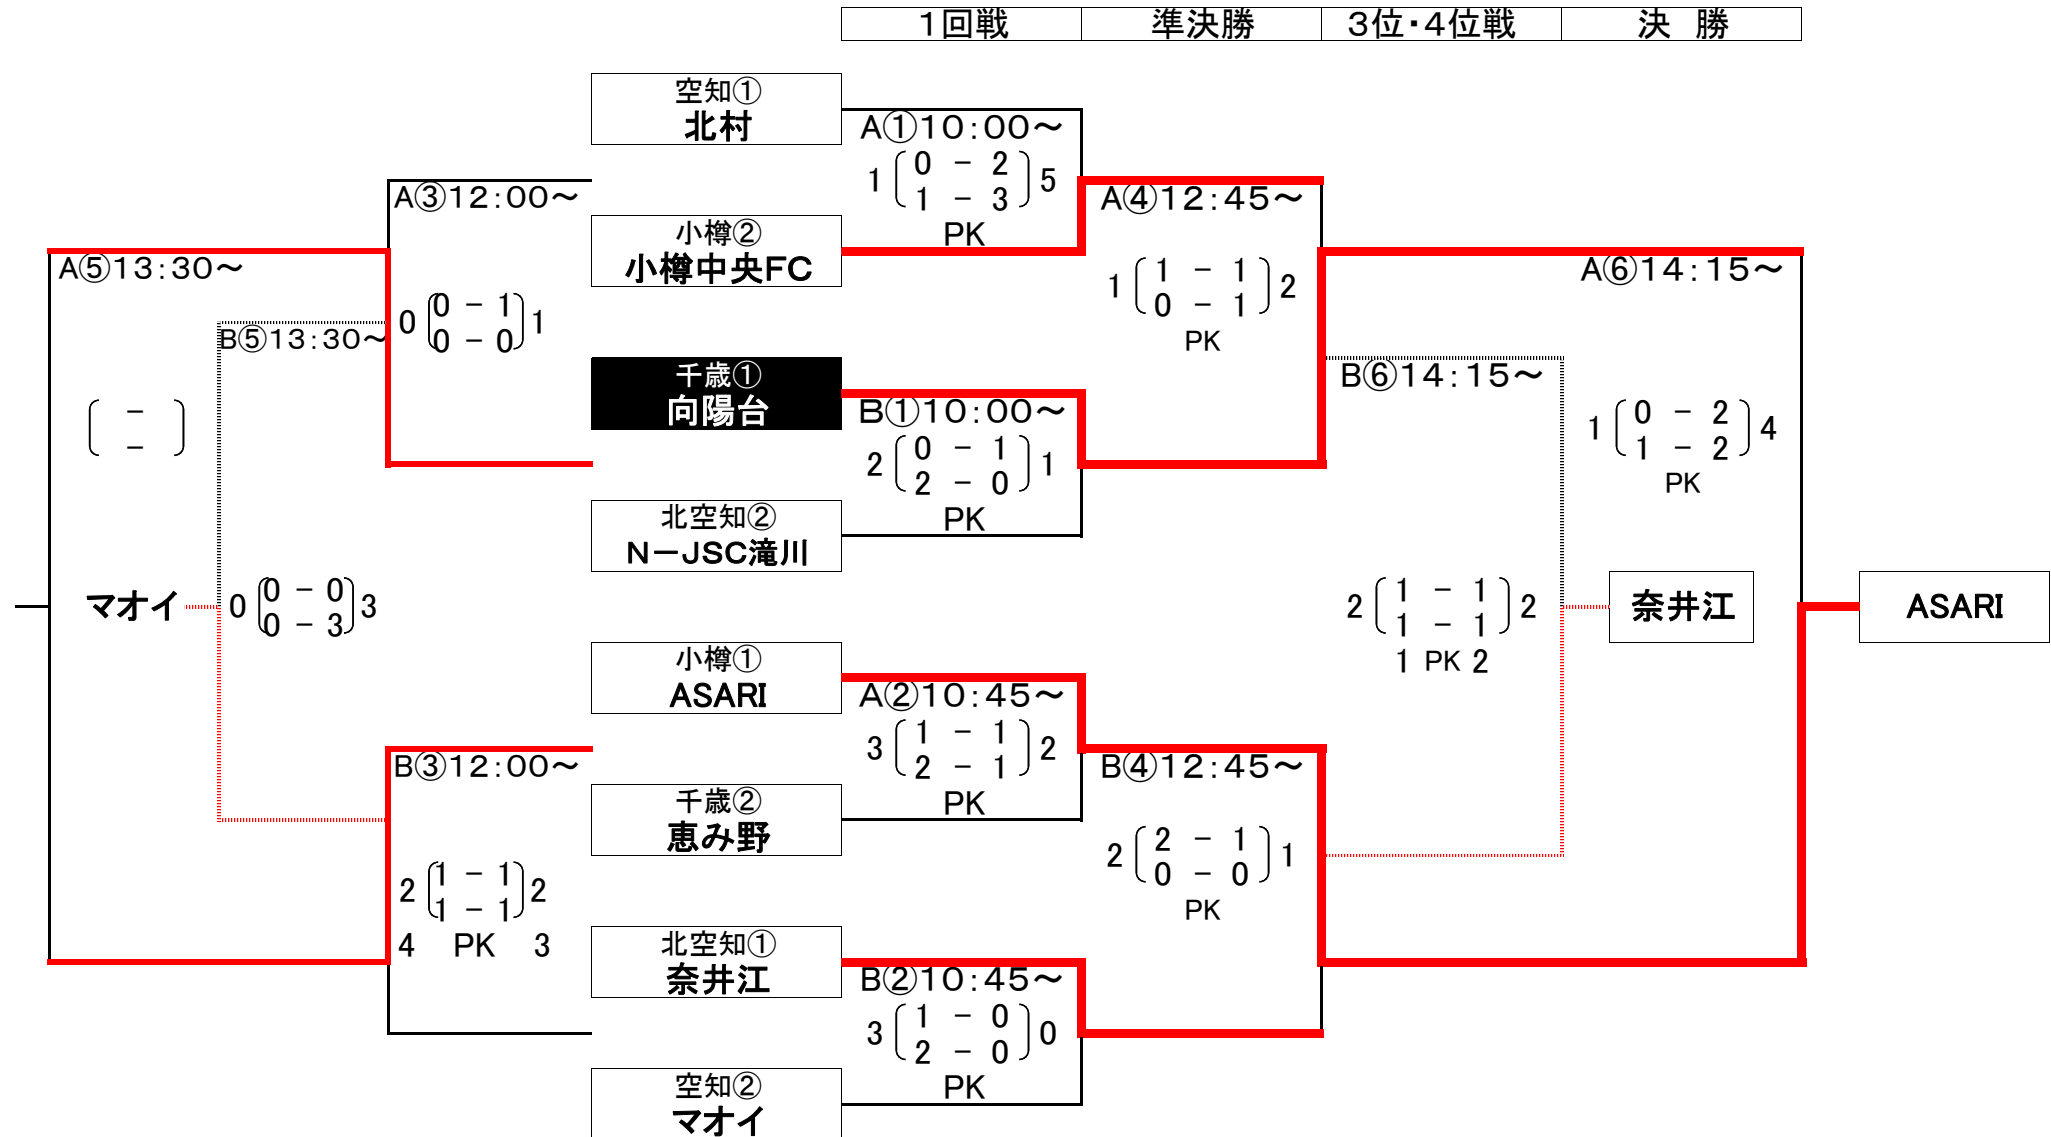 1回戦 準決勝 3位・4位戦 決 勝
空知①
北村
A①10:00～
0 - 2
1 5
1 - 3
PK
A③12:00～
A④12:45～
小樽②
小樽中央FC
A⑤13:30～
A⑥14:15～
1 - 1
1 2
0 - 1
PK
0 - 1
0 1
0 - 0
B⑤13:30～
千歳①
向陽台
B⑥14:15～
B①10:00～
0 - 1
2 1
2 - 0
PK
-
-
0 - 2
1 4
1 - 2
PK
北空知②
N－JSC滝川
マオイ
0 - 0
0 3
0 - 3
1 - 1
2 2
1 - 1
1 PK 2
奈井江
ASARI
小樽①
ASARI
A②10:45～
1 - 1
3 2
2 - 1
PK
B③12:00～
B④12:45～
千歳②
恵み野
2 - 1
2 1
0 - 0
PK
1 - 1
2 2
1 - 1
4 PK 3
北空知①
奈井江
B②10:45～
1 - 0
3 0
2 - 0
PK
空知②
マオイ